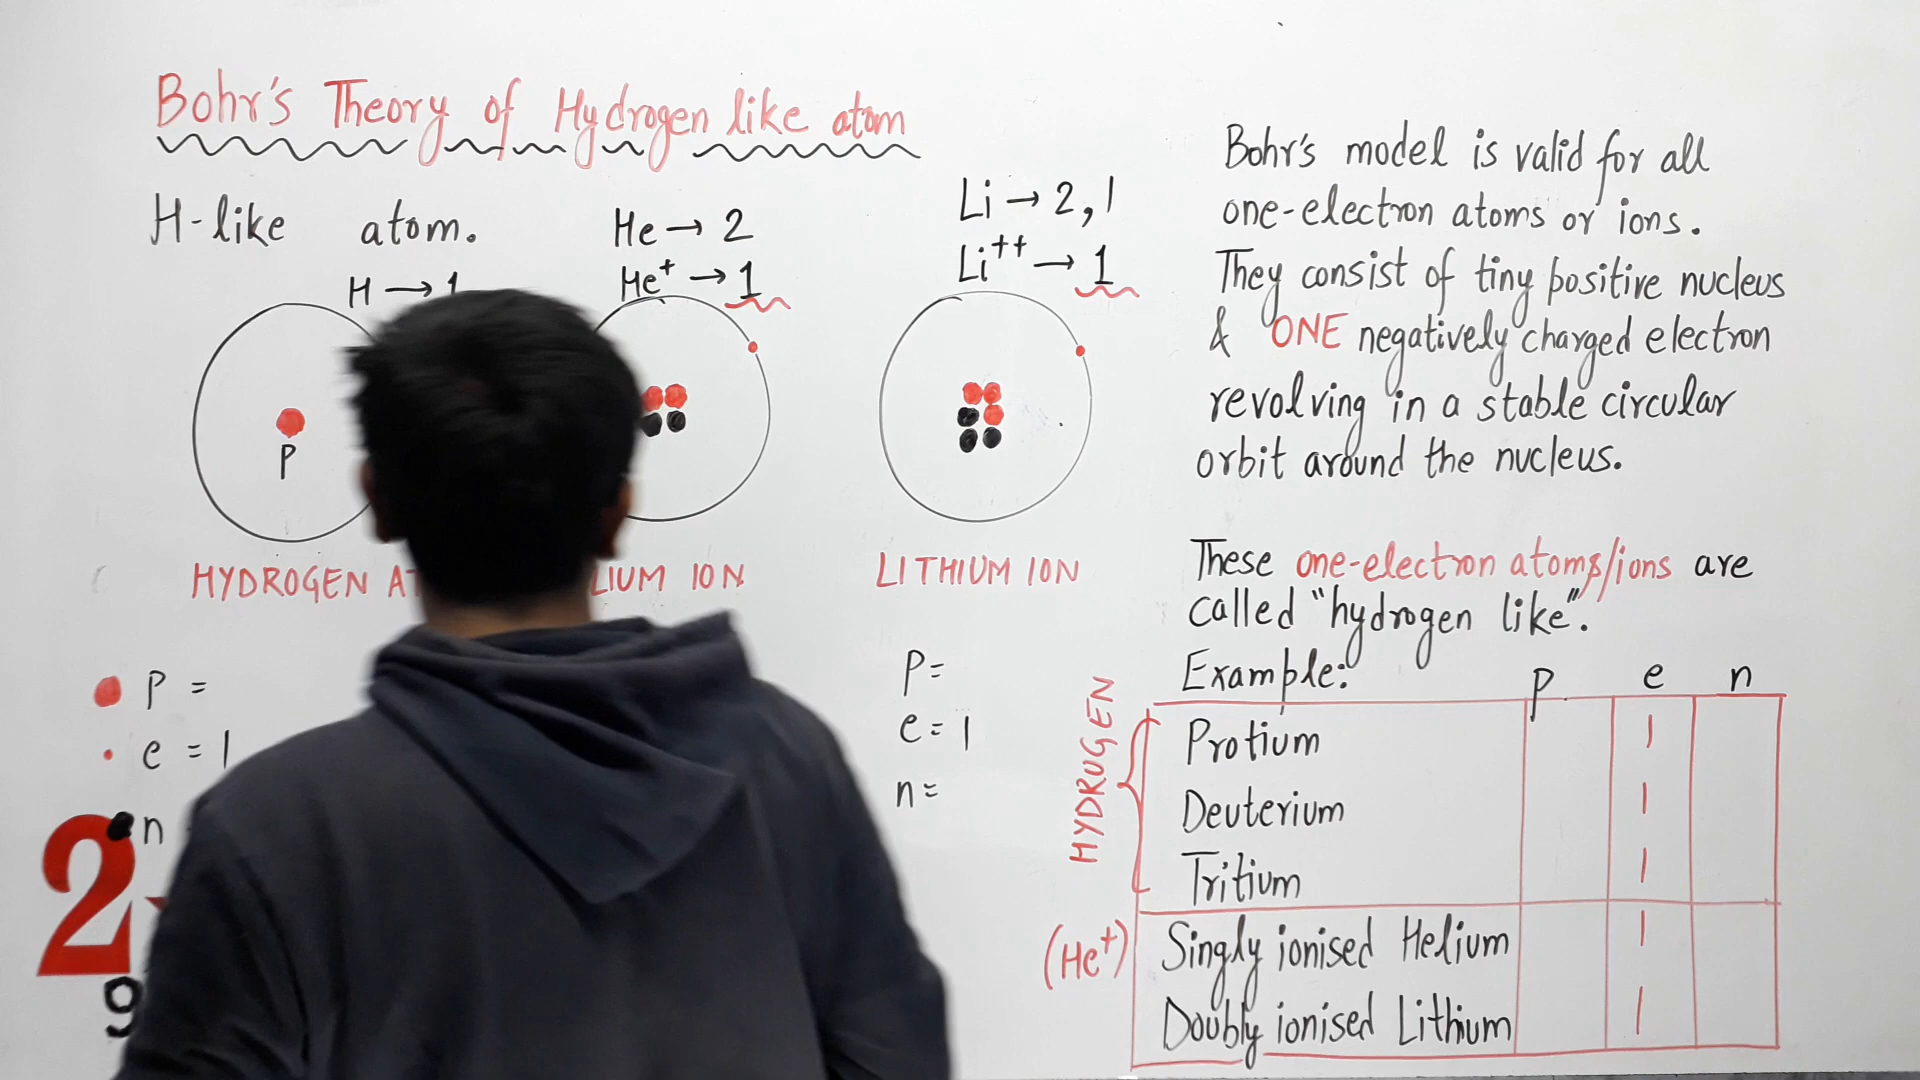 Bohr's Theory of Hydrogen like atom
H-like atom.
H → 1
P
HYDROGEN
He → 2
He⁺ → 1
LIUM ION
Li → 2, 1
Li⁺⁺ → 1
LITHIUM ION
P =
e = 1
n
2
9
P=
e = 1
n =
Bohr's model is valid for all
one-electron atoms or ions.
They consist of tiny positive nucleus
& ONE negatively charged electron
revolving in a stable circular
orbit around the nucleus.
These one-electron atoms/ions are
called "hydrogen like".
Example: p e n
HYDRUGEN
Protium 1
Deuterium 1
Tritium 1
(He⁺) Singly ionised Helium 1
Doubly ionised Lithium 1